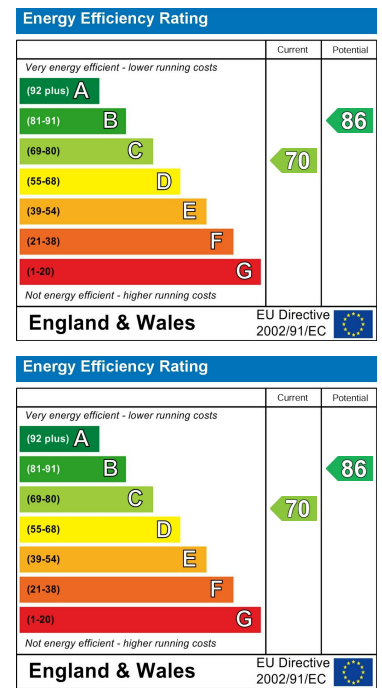 Energy Efficiency Rating
Current Potential
Very energy efficient - lower running costs
(92 plus) A
(81-91) B 86
(69-80) C 70
(55-68) D
(39-54) E
(21-38) F
(1-20) G
Not energy efficient - higher running costs
England & Wales EU Directive 2002/91/EC
Energy Efficiency Rating
Current Potential
Very energy efficient - lower running costs
(92 plus) A
(81-91) B 86
(69-80) C 70
(55-68) D
(39-54) E
(21-38) F
(1-20) G
Not energy efficient - higher running costs
England & Wales EU Directive 2002/91/EC